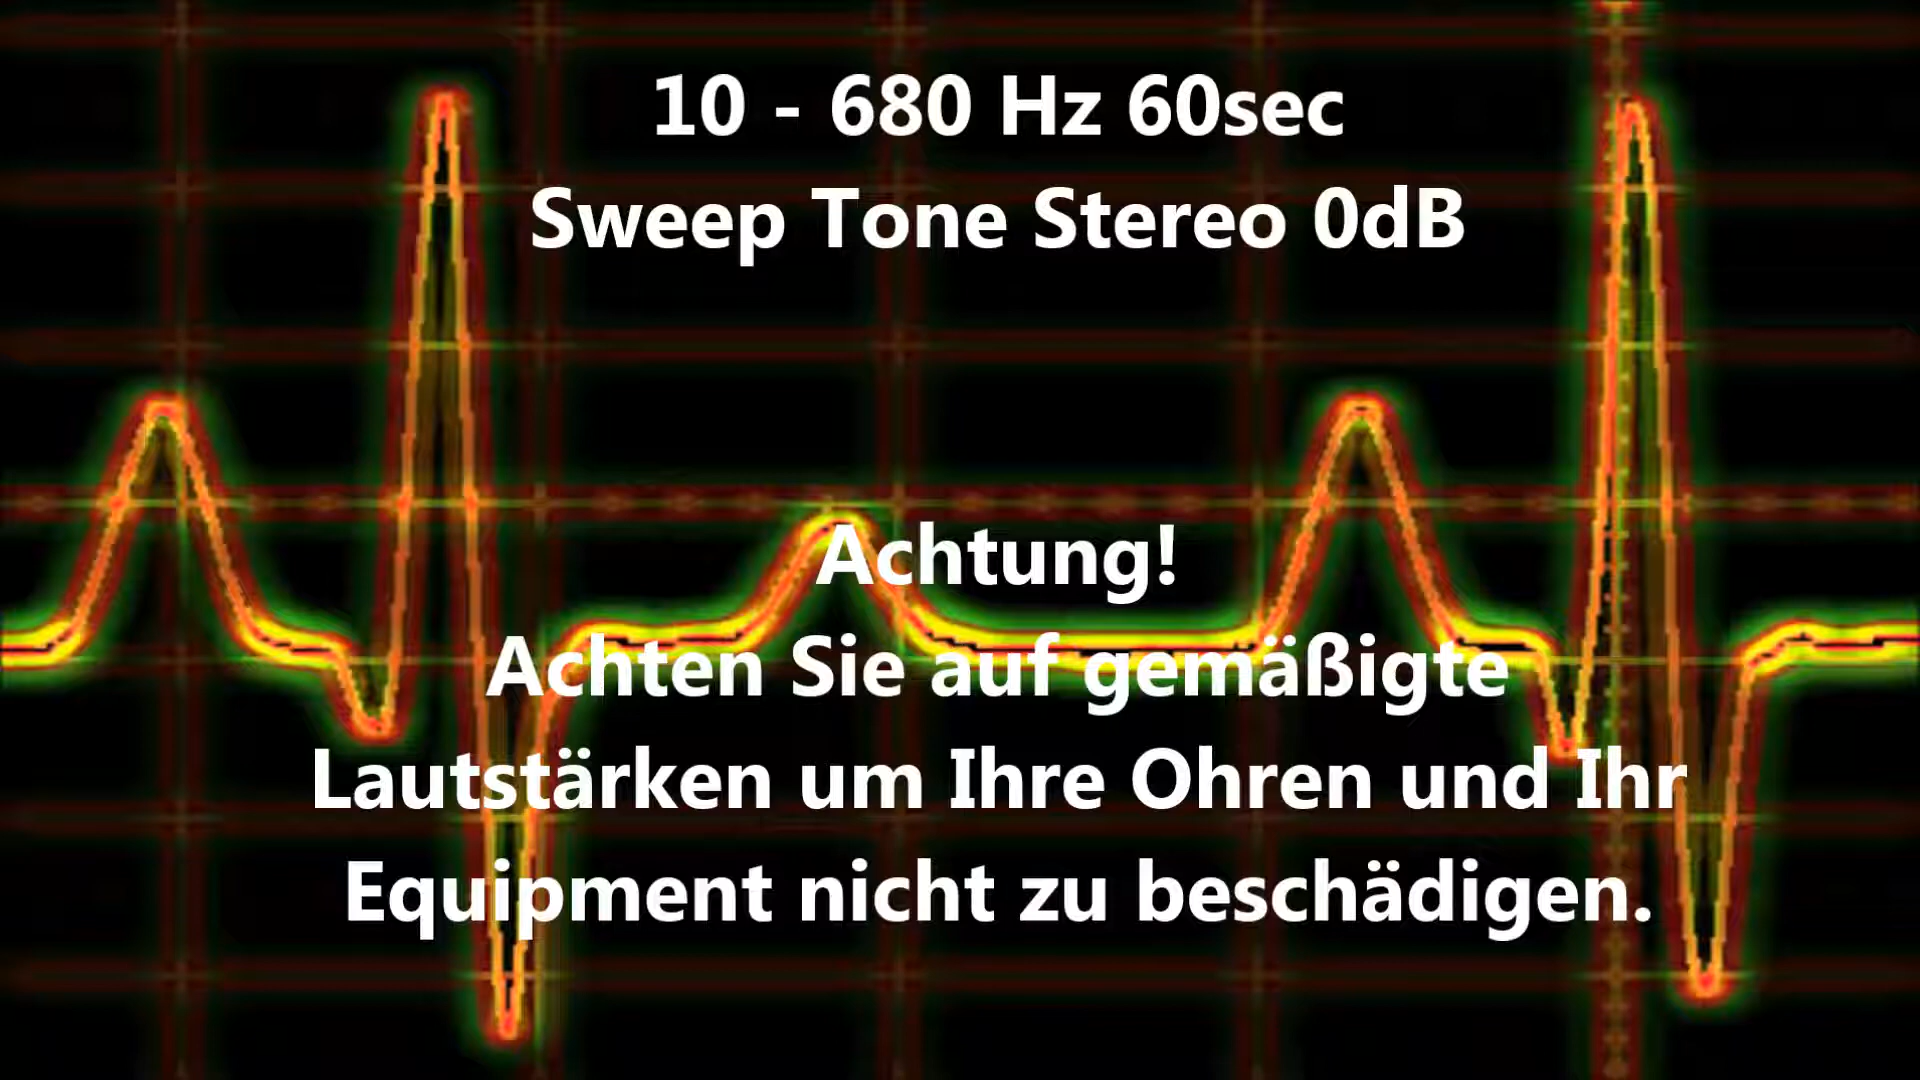 10 - 680 Hz 60sec
Sweep Tone Stereo 0dB
Achtung!
Achten Sie auf gemäßigte
Lautstärken um Ihre Ohren und Ihr
Equipment nicht zu beschädigen.